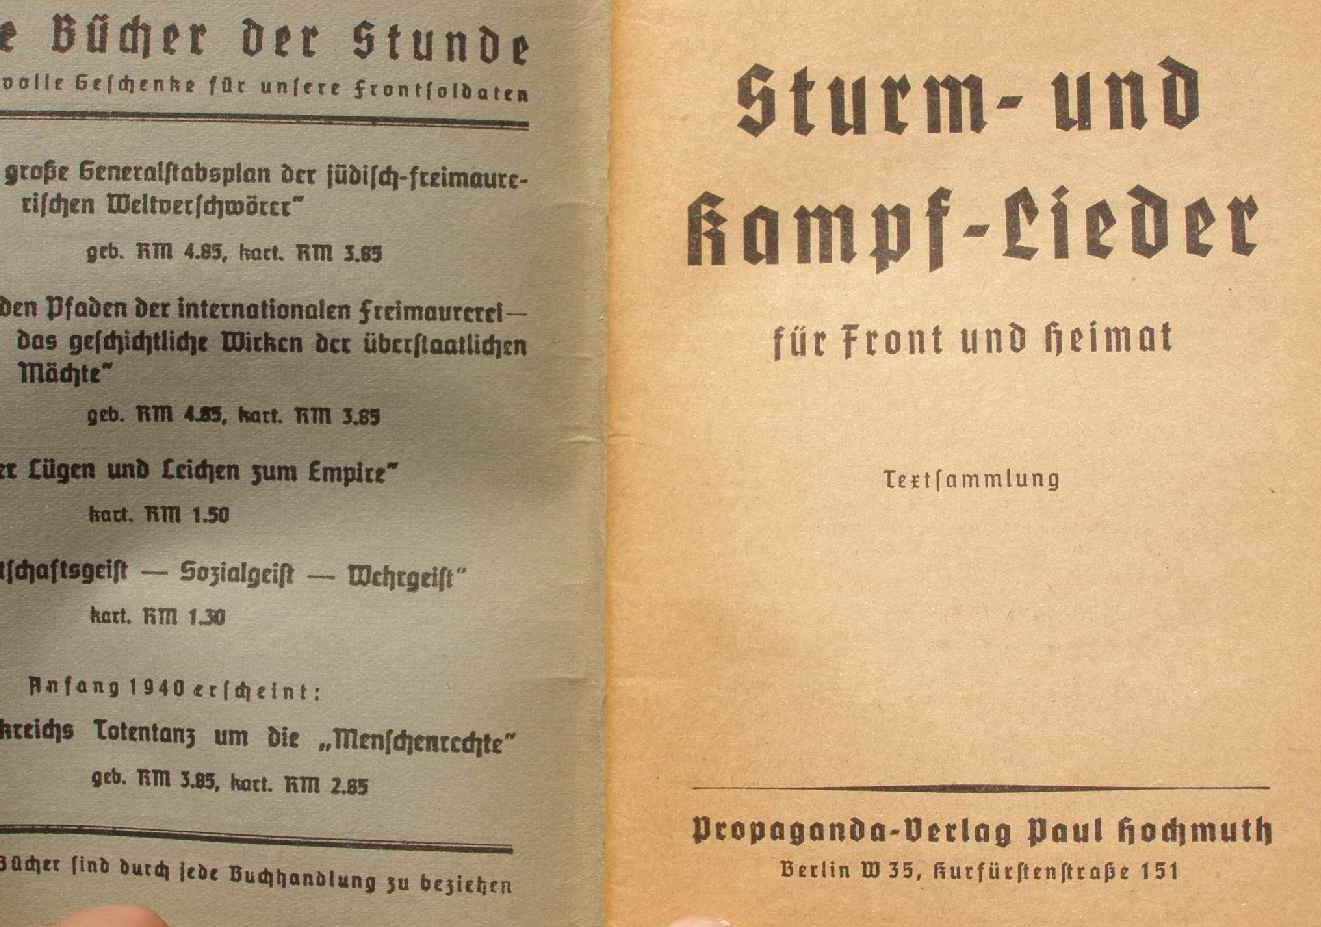 Bücher der Stunde
volle Geschenke für unsere Frontsoldaten
große Generalstabsplan der jüdisch-freimaure-
rischen Weltverschwörer"
geb. RM 4.85, kart. RM 3.85
den Pfaden der internationalen Freimaurerei—
das geschichtliche Wirken der überstaatlichen
Mächte"
geb. RM 4.85, kart. RM 3.85
Lügen und Leichen zum Empire"
kart. RM 1.50
tschaftsgeist — Sozialgeist — Wehrgeist"
kart. RM 1.30
Anfang 1940 erscheint:
kreichs Totentanz um die „Menschenrechte"
geb. RM 3.85, kart. RM 2.85
Bücher sind durch jede Buchhandlung zu beziehen
Sturm- und
Kampf-Lieder
für Front und Heimat
Textsammlung
Propaganda-Verlag Paul Hochmuth
Berlin W 35, Kurfürstenstraße 151